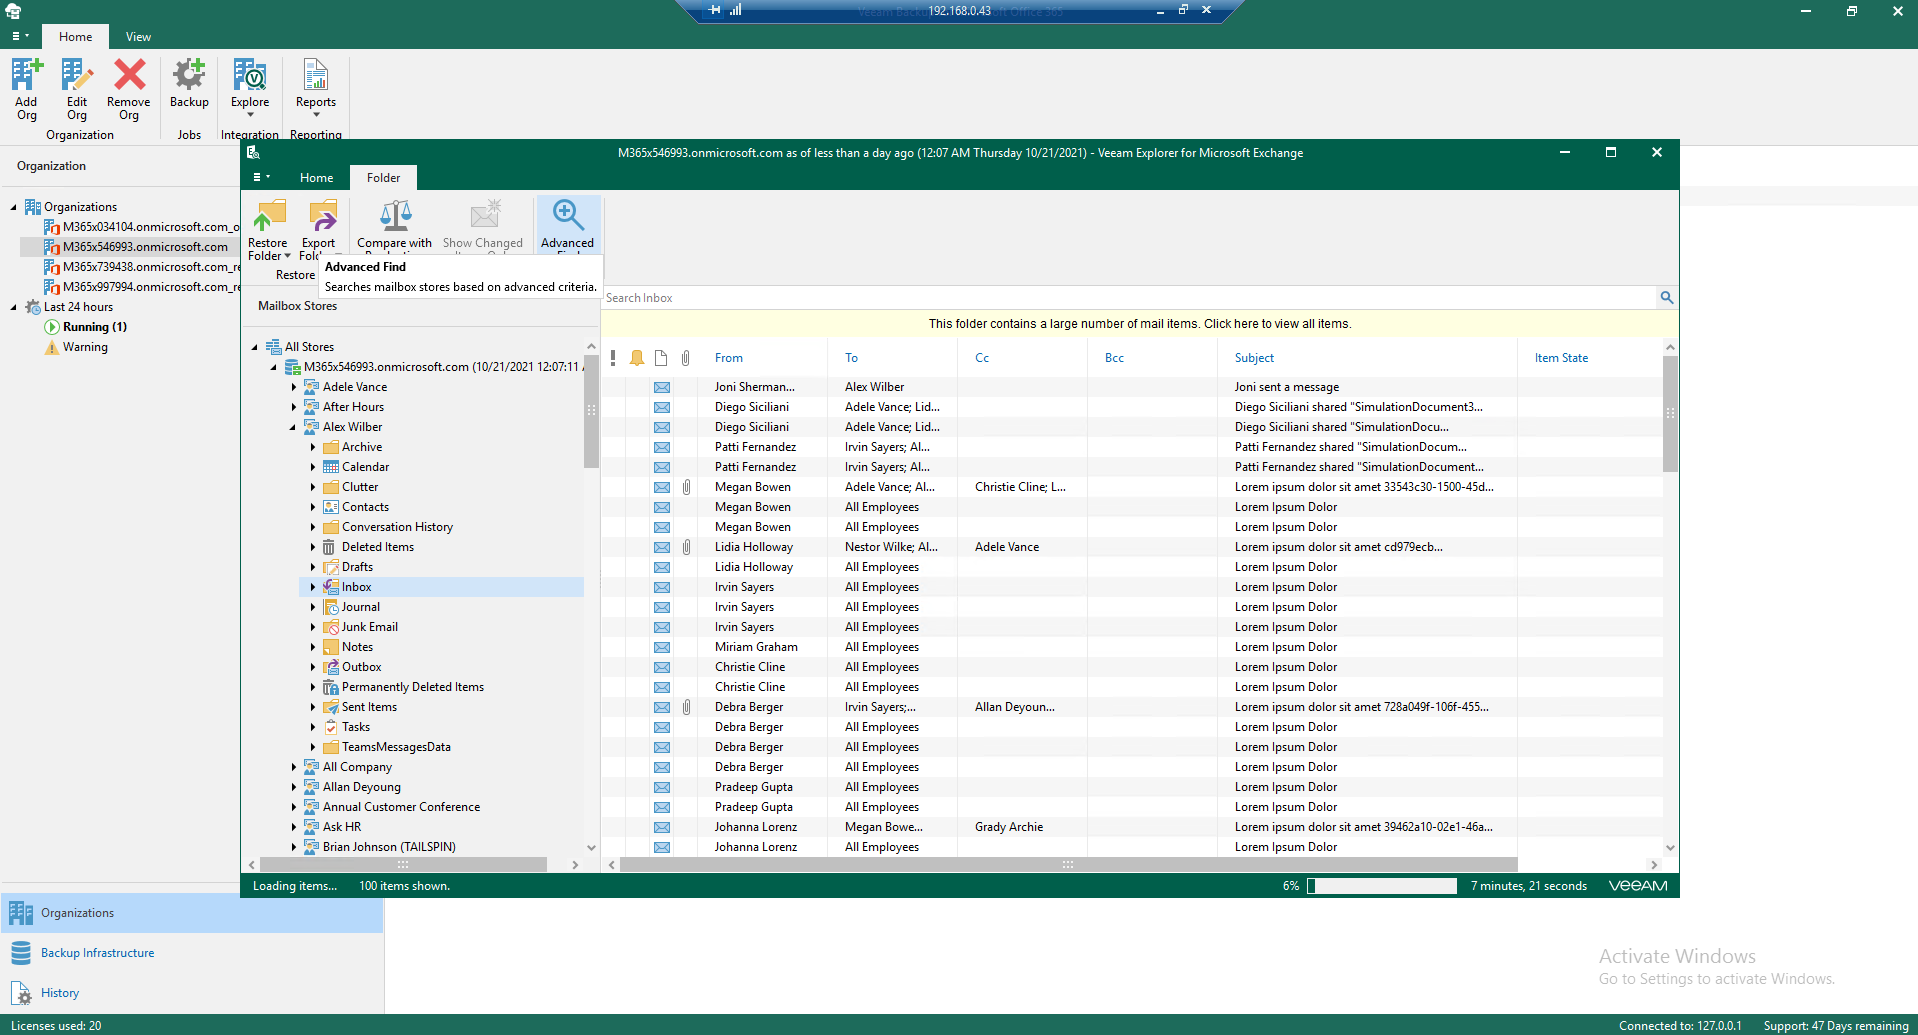 192.168.0.43
Home
View
Add
Org
Edit
Org
Remove
Org
Backup
Explore
Reports
Organization
Jobs
Integration
Reporting
Organization
Organizations
M365x034104.onmicrosoft.com_o
M365x546993.onmicrosoft.com
M365x739438.onmicrosoft.com_re
M365x997994.onmicrosoft.com_re
Last 24 hours
Running (1)
Warning
M365x546993.onmicrosoft.com as of less than a day ago (12:07 AM Thursday 10/21/2021) - Veeam Explorer for Microsoft Exchange
Home
Folder
Restore
Folder
Export
Compare with
Show Changed
Advanced
Restore
Advanced Find
Searches mailbox stores based on advanced criteria.
Mailbox Stores
All Stores
M365x546993.onmicrosoft.com (10/21/2021 12:07:11
Adele Vance
After Hours
Alex Wilber
Archive
Calendar
Clutter
Contacts
Conversation History
Deleted Items
Drafts
Inbox
Journal
Junk Email
Notes
Outbox
Permanently Deleted Items
Sent Items
Tasks
TeamsMessagesData
All Company
Allan Deyoung
Annual Customer Conference
Ask HR
Brian Johnson (TAILSPIN)
Search Inbox
This folder contains a large number of mail items. Click here to view all items.
From To Cc Bcc Subject Item State
Joni Sherman... Alex Wilber Joni sent a message
Diego Siciliani Adele Vance; Lid... Diego Siciliani shared "SimulationDocument3...
Diego Siciliani Adele Vance; Lid... Diego Siciliani shared "SimulationDocu...
Patti Fernandez Irvin Sayers; Al... Patti Fernandez shared "SimulationDocum...
Patti Fernandez Irvin Sayers; Al... Patti Fernandez shared "SimulationDocument...
Megan Bowen Adele Vance; Al... Christie Cline; L... Lorem ipsum dolor sit amet 33543c30-1500-45d...
Megan Bowen All Employees Lorem Ipsum Dolor
Megan Bowen All Employees Lorem Ipsum Dolor
Lidia Holloway Nestor Wilke; Al... Adele Vance Lorem ipsum dolor sit amet cd979ecb...
Lidia Holloway All Employees Lorem Ipsum Dolor
Irvin Sayers All Employees Lorem Ipsum Dolor
Irvin Sayers All Employees Lorem Ipsum Dolor
Irvin Sayers All Employees Lorem Ipsum Dolor
Miriam Graham All Employees Lorem Ipsum Dolor
Christie Cline All Employees Lorem Ipsum Dolor
Christie Cline All Employees Lorem Ipsum Dolor
Debra Berger Irvin Sayers;... Allan Deyoun... Lorem ipsum dolor sit amet 728a049f-106f-455...
Debra Berger All Employees Lorem Ipsum Dolor
Debra Berger All Employees Lorem Ipsum Dolor
Debra Berger All Employees Lorem Ipsum Dolor
Pradeep Gupta All Employees Lorem Ipsum Dolor
Pradeep Gupta All Employees Lorem Ipsum Dolor
Johanna Lorenz Megan Bowe... Grady Archie Lorem ipsum dolor sit amet 39462a10-02e1-46a...
Johanna Lorenz All Employees Lorem Ipsum Dolor
Loading items... 100 items shown. 6% 7 minutes, 21 seconds VEEAM
Organizations
Backup Infrastructure
History
Activate Windows
Go to Settings to activate Windows.
Licenses used: 20
Connected to: 127.0.0.1
Support: 47 Days remaining